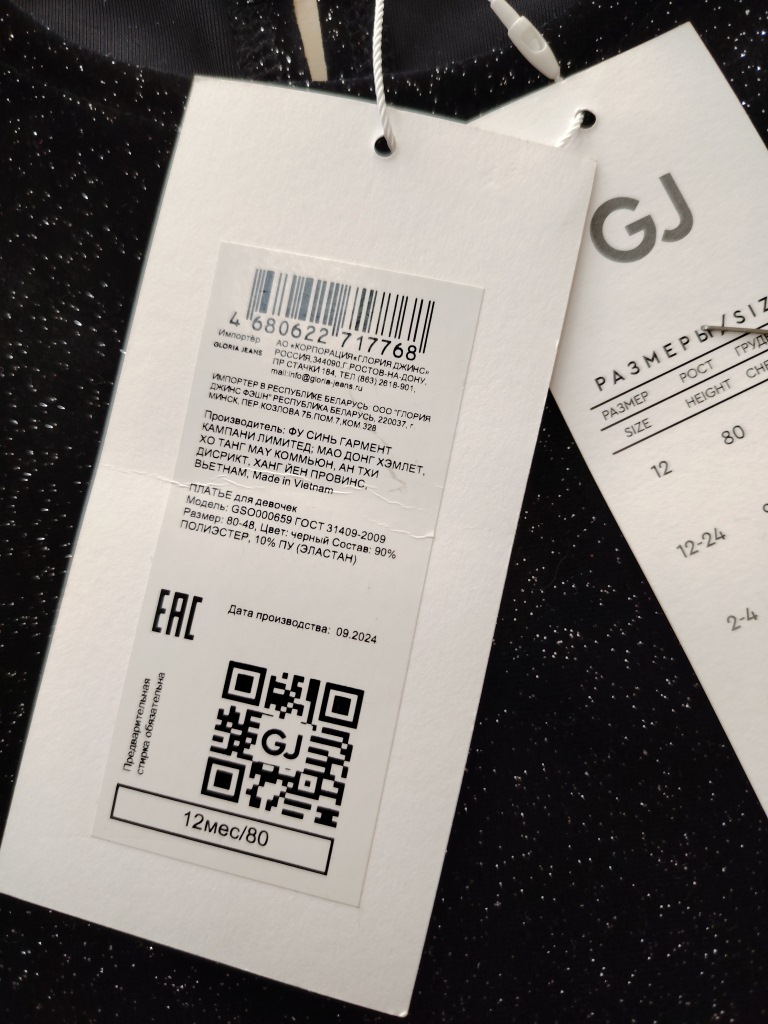 4 680622 717768
Импортёр
GLORIA JEANS
АО «КОРПОРАЦИЯ«ГЛОРИЯ ДЖИНС»
РОССИЯ,344090,Г.РОСТОВ-НА-ДОНУ,
ПР.СТАЧКИ 184, ТЕЛ (863) 2618-901,
mail:info@gloria-jeans.ru
ИМПОРТЕР В РЕСПУБЛИКЕ БЕЛАРУСЬ: ООО "ГЛОРИЯ
ДЖИНС ФЭШН" РЕСПУБЛИКА БЕЛАРУСЬ, 220037, г
МИНСК, ПЕР.КОЗЛОВА 7Б,ПОМ.7,КОМ.328
Производитель: ФУ СИНЬ ГАРМЕНТ
КАМПАНИ ЛИМИТЕД; МАО ДОНГ ХЭМЛЕТ,
ХО ТАНГ МАУ КОММЬЮН, АН ТХИ
ДИСРИКТ, ХАНГ ЙЕН ПРОВИНС,
ВЬЕТНАМ, Made in Vietnam
ПЛАТЬЕ для девочек
Модель: GSO000659 ГОСТ 31409-2009
Размер: 80-48, Цвет: черный Состав: 90%
ПОЛИЭСТЕР, 10% ПУ (ЭЛАСТАН)
EAC
Дата производства: 09.2024
Предварительная
стирка обязательна
GJ
12мес/80
GJ
РАЗМЕРЫ/SIZ
РАЗМЕР РОСТ ГРУД
SIZE HEIGHT CHE
12 80
12-24
2-4